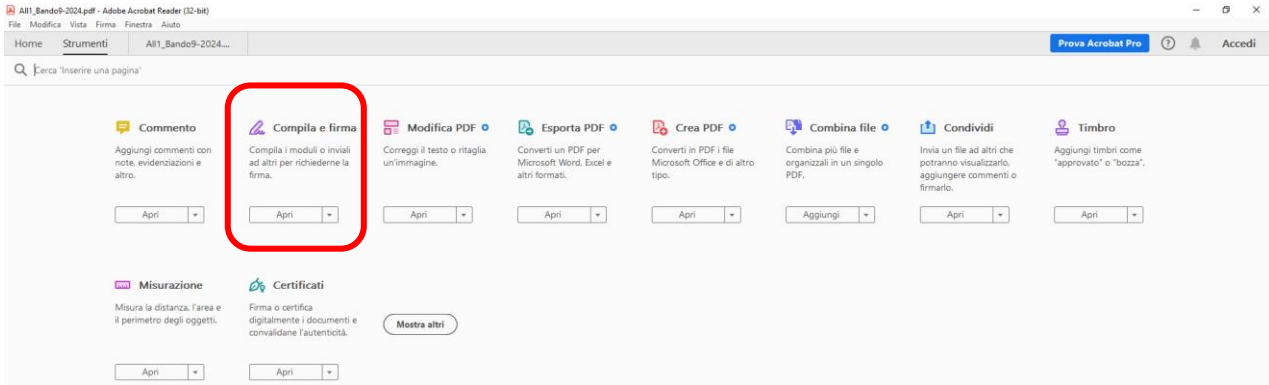 All1_Bando9-2024.pdf - Adobe Acrobat Reader (32-bit)
File Modifica Vista Firma Finestra Aiuto
Home Strumenti All1_Bando9-2024.... Prova Acrobat Pro Accedi
Cerca 'Inserire una pagina'
Commento
Aggiungi commenti con
note, evidenziazioni e
altro.
Apri
Compila e firma
Compila i moduli o inviali
ad altri per richiederne la
firma.
Apri
Modifica PDF
Correggi il testo o ritaglia
un'immagine.
Apri
Esporta PDF
Converti un PDF per
Microsoft Word, Excel e
altri formati.
Apri
Crea PDF
Converti in PDF i file
Microsoft Office e di altro
tipo.
Apri
Combina file
Combina più file e
organizzali in un singolo
PDF.
Aggiungi
Condividi
Invia un file ad altri che
potranno visualizzarlo,
aggiungere commenti o
firmarlo.
Apri
Timbro
Aggiungi timbri come
"approvato" o "bozza".
Apri
Misurazione
Misura la distanza, l'area e
il perimetro degli oggetti.
Apri
Certificati
Firma o certifica
digitalmente i documenti e
convalidane l'autenticità.
Apri
Mostra altri